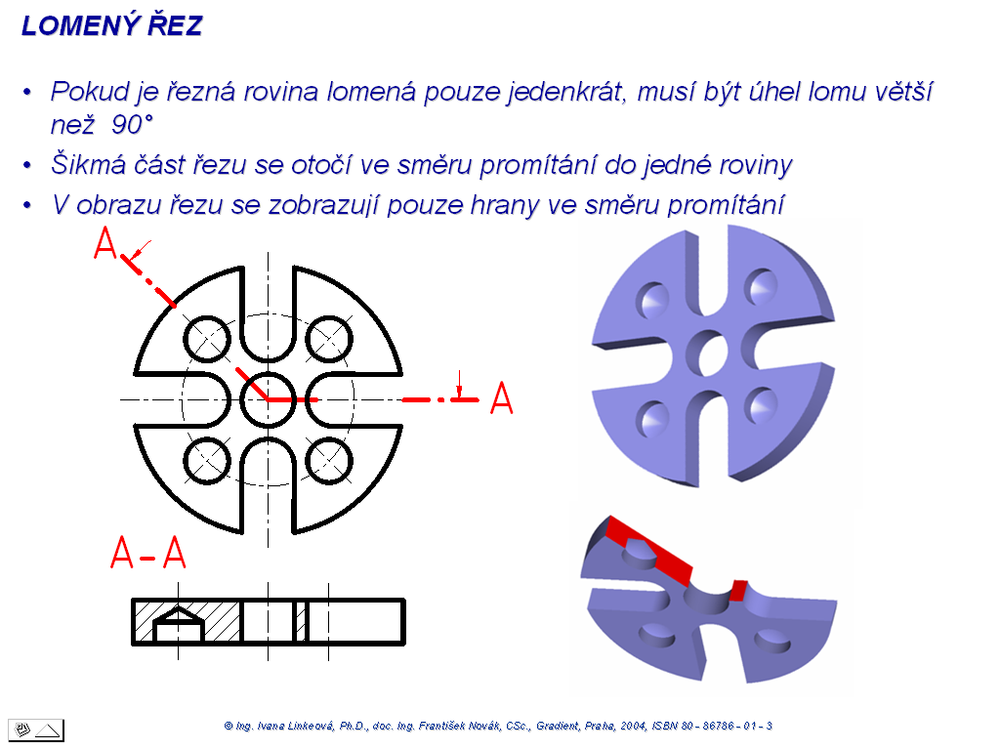 LOMENÝ ŘEZ
• Pokud je řezná rovina lomená pouze jedenkrát, musí být úhel lomu větší
než 90°
• Šikmá část řezu se otočí ve směru promítání do jedné roviny
• V obrazu řezu se zobrazují pouze hrany ve směru promítání
A
A
A-A
© Ing. Ivana Linkeová, Ph.D., doc. Ing. František Novák, CSc., Gradient, Praha, 2004, ISBN 80 - 86786 - 01 - 3